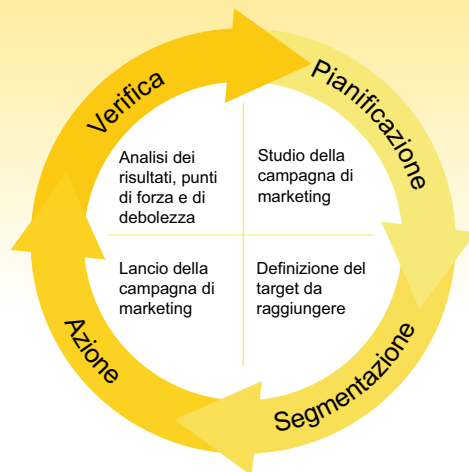 Verifica
Pianificazione
Analisi dei
risultati, punti
di forza e di
debolezza
Studio della
campagna di
marketing
Lancio della
campagna di
marketing
Definizione del
target da
raggiungere
Azione
Segmentazione